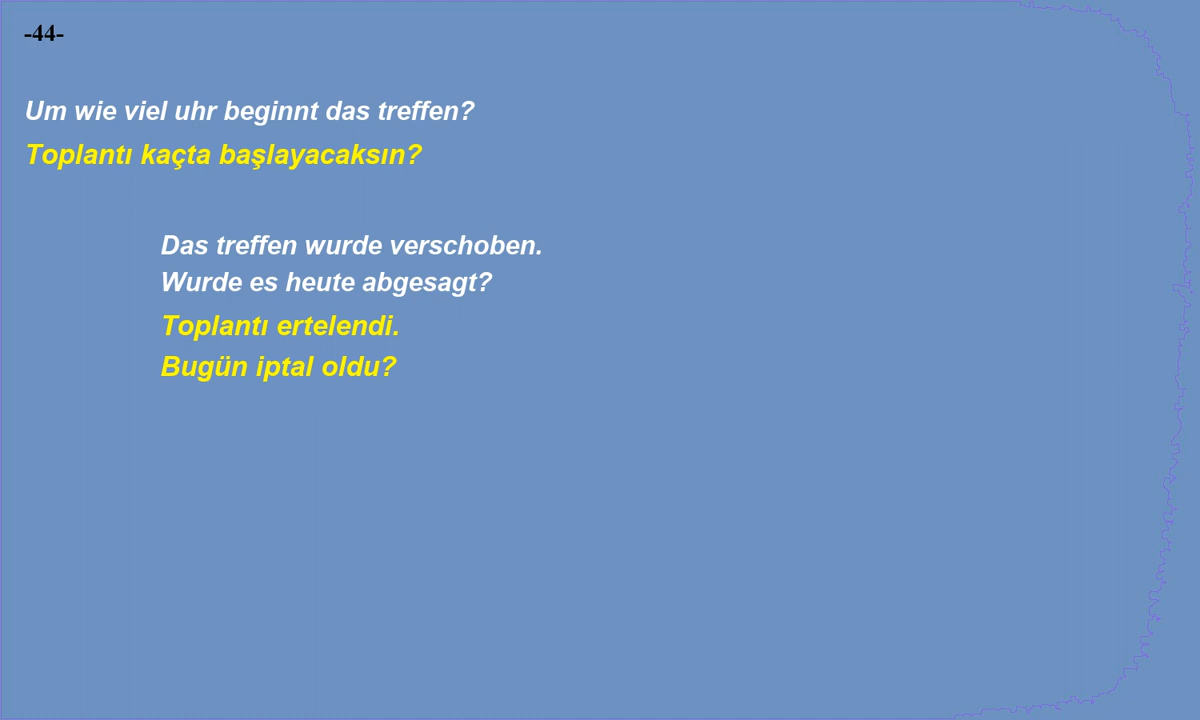 -44-
Um wie viel uhr beginnt das treffen?
Toplantı kaçta başlayacaksın?
Das treffen wurde verschoben.
Wurde es heute abgesagt?
Toplantı ertelendi.
Bugün iptal oldu?